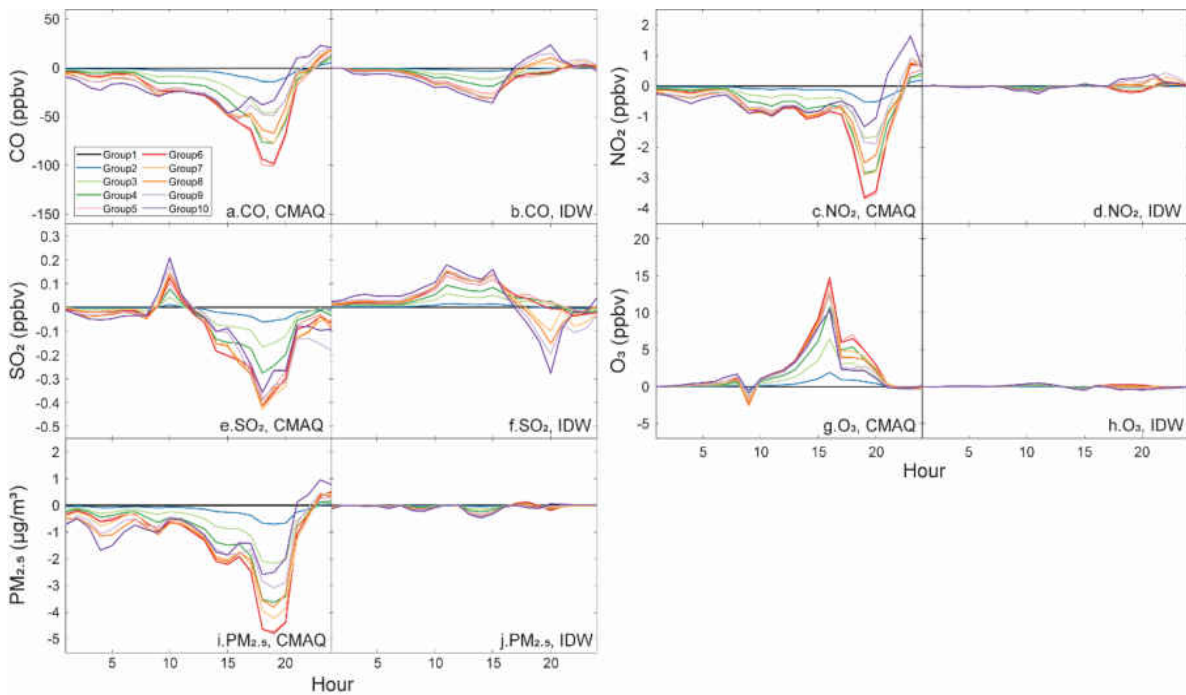 50
0
-50
-100
-150
CO (ppbv)
Group1
Group2
Group3
Group4
Group5
Group6
Group7
Group8
Group9
Group10
a.CO, CMAQ
b.CO, IDW
2
1
0
-1
-2
-3
-4
NO₂ (ppbv)
c.NO₂, CMAQ
d.NO₂, IDW
0.3
0.2
0.1
0
-0.1
-0.2
-0.3
-0.4
-0.5
SO₂ (ppbv)
e.SO₂, CMAQ
f.SO₂, IDW
20
15
10
5
0
-5
O₃ (ppbv)
g.O₃, CMAQ
h.O₃, IDW
5 10 15 20 5 10 15 20
Hour
2
1
0
-1
-2
-3
-4
-5
PM₂.₅ (µg/m³)
i.PM₂.₅, CMAQ
j.PM₂.₅, IDW
5 10 15 20 5 10 15 20
Hour